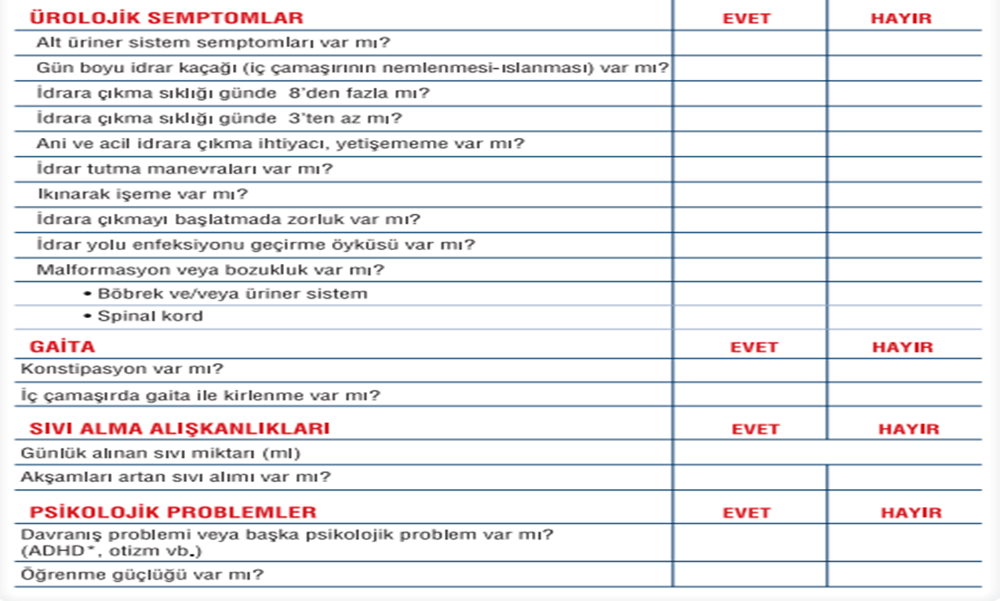 ÜROLOJİK SEMPTOMLAR EVET HAYIR
Alt üriner sistem semptomları var mı?
Gün boyu idrar kaçağı (iç çamaşırının nemlenmesi-ıslanması) var mı?
İdrara çıkma sıklığı günde 8'den fazla mı?
İdrara çıkma sıklığı günde 3'ten az mı?
Ani ve acil idrara çıkma ihtiyacı, yetişememe var mı?
İdrar tutma manevraları var mı?
Ikınarak işeme var mı?
İdrara çıkmayı başlatmada zorluk var mı?
İdrar yolu enfeksiyonu geçirme öyküsü var mı?
Malformasyon veya bozukluk var mı?
• Böbrek ve/veya üriner sistem
• Spinal kord
GAİTA EVET HAYIR
Konstipasyon var mı?
İç çamaşırda gaita ile kirlenme var mı?
SIVI ALMA ALIŞKANLIKLARI EVET HAYIR
Günlük alınan sıvı miktarı (ml)
Akşamları artan sıvı alımı var mı?
PSİKOLOJİK PROBLEMLER EVET HAYIR
Davranış problemi veya başka psikolojik problem var mı?
(ADHD*, otizm vb.)
Öğrenme güçlüğü var mı?